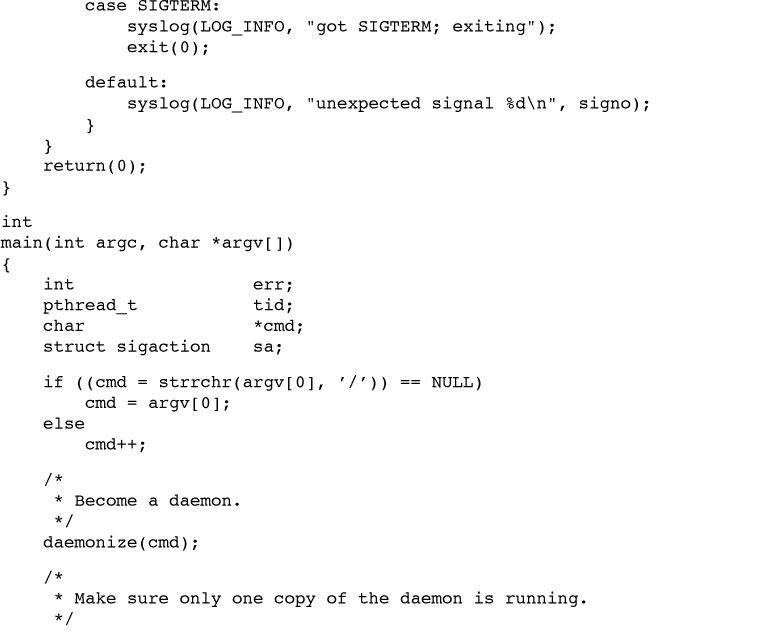 case SIGTERM:
            syslog(LOG_INFO, "got SIGTERM; exiting");
            exit(0);

        default:
            syslog(LOG_INFO, "unexpected signal %d\n", signo);
        }
    }
    return(0);
}

int
main(int argc, char *argv[])
{
    int                 err;
    pthread_t           tid;
    char                *cmd;
    struct sigaction    sa;

    if ((cmd = strrchr(argv[0], ’/’)) == NULL)
        cmd = argv[0];
    else
        cmd++;

    /*
     * Become a daemon.
     */
    daemonize(cmd);

    /*
     * Make sure only one copy of the daemon is running.
     */